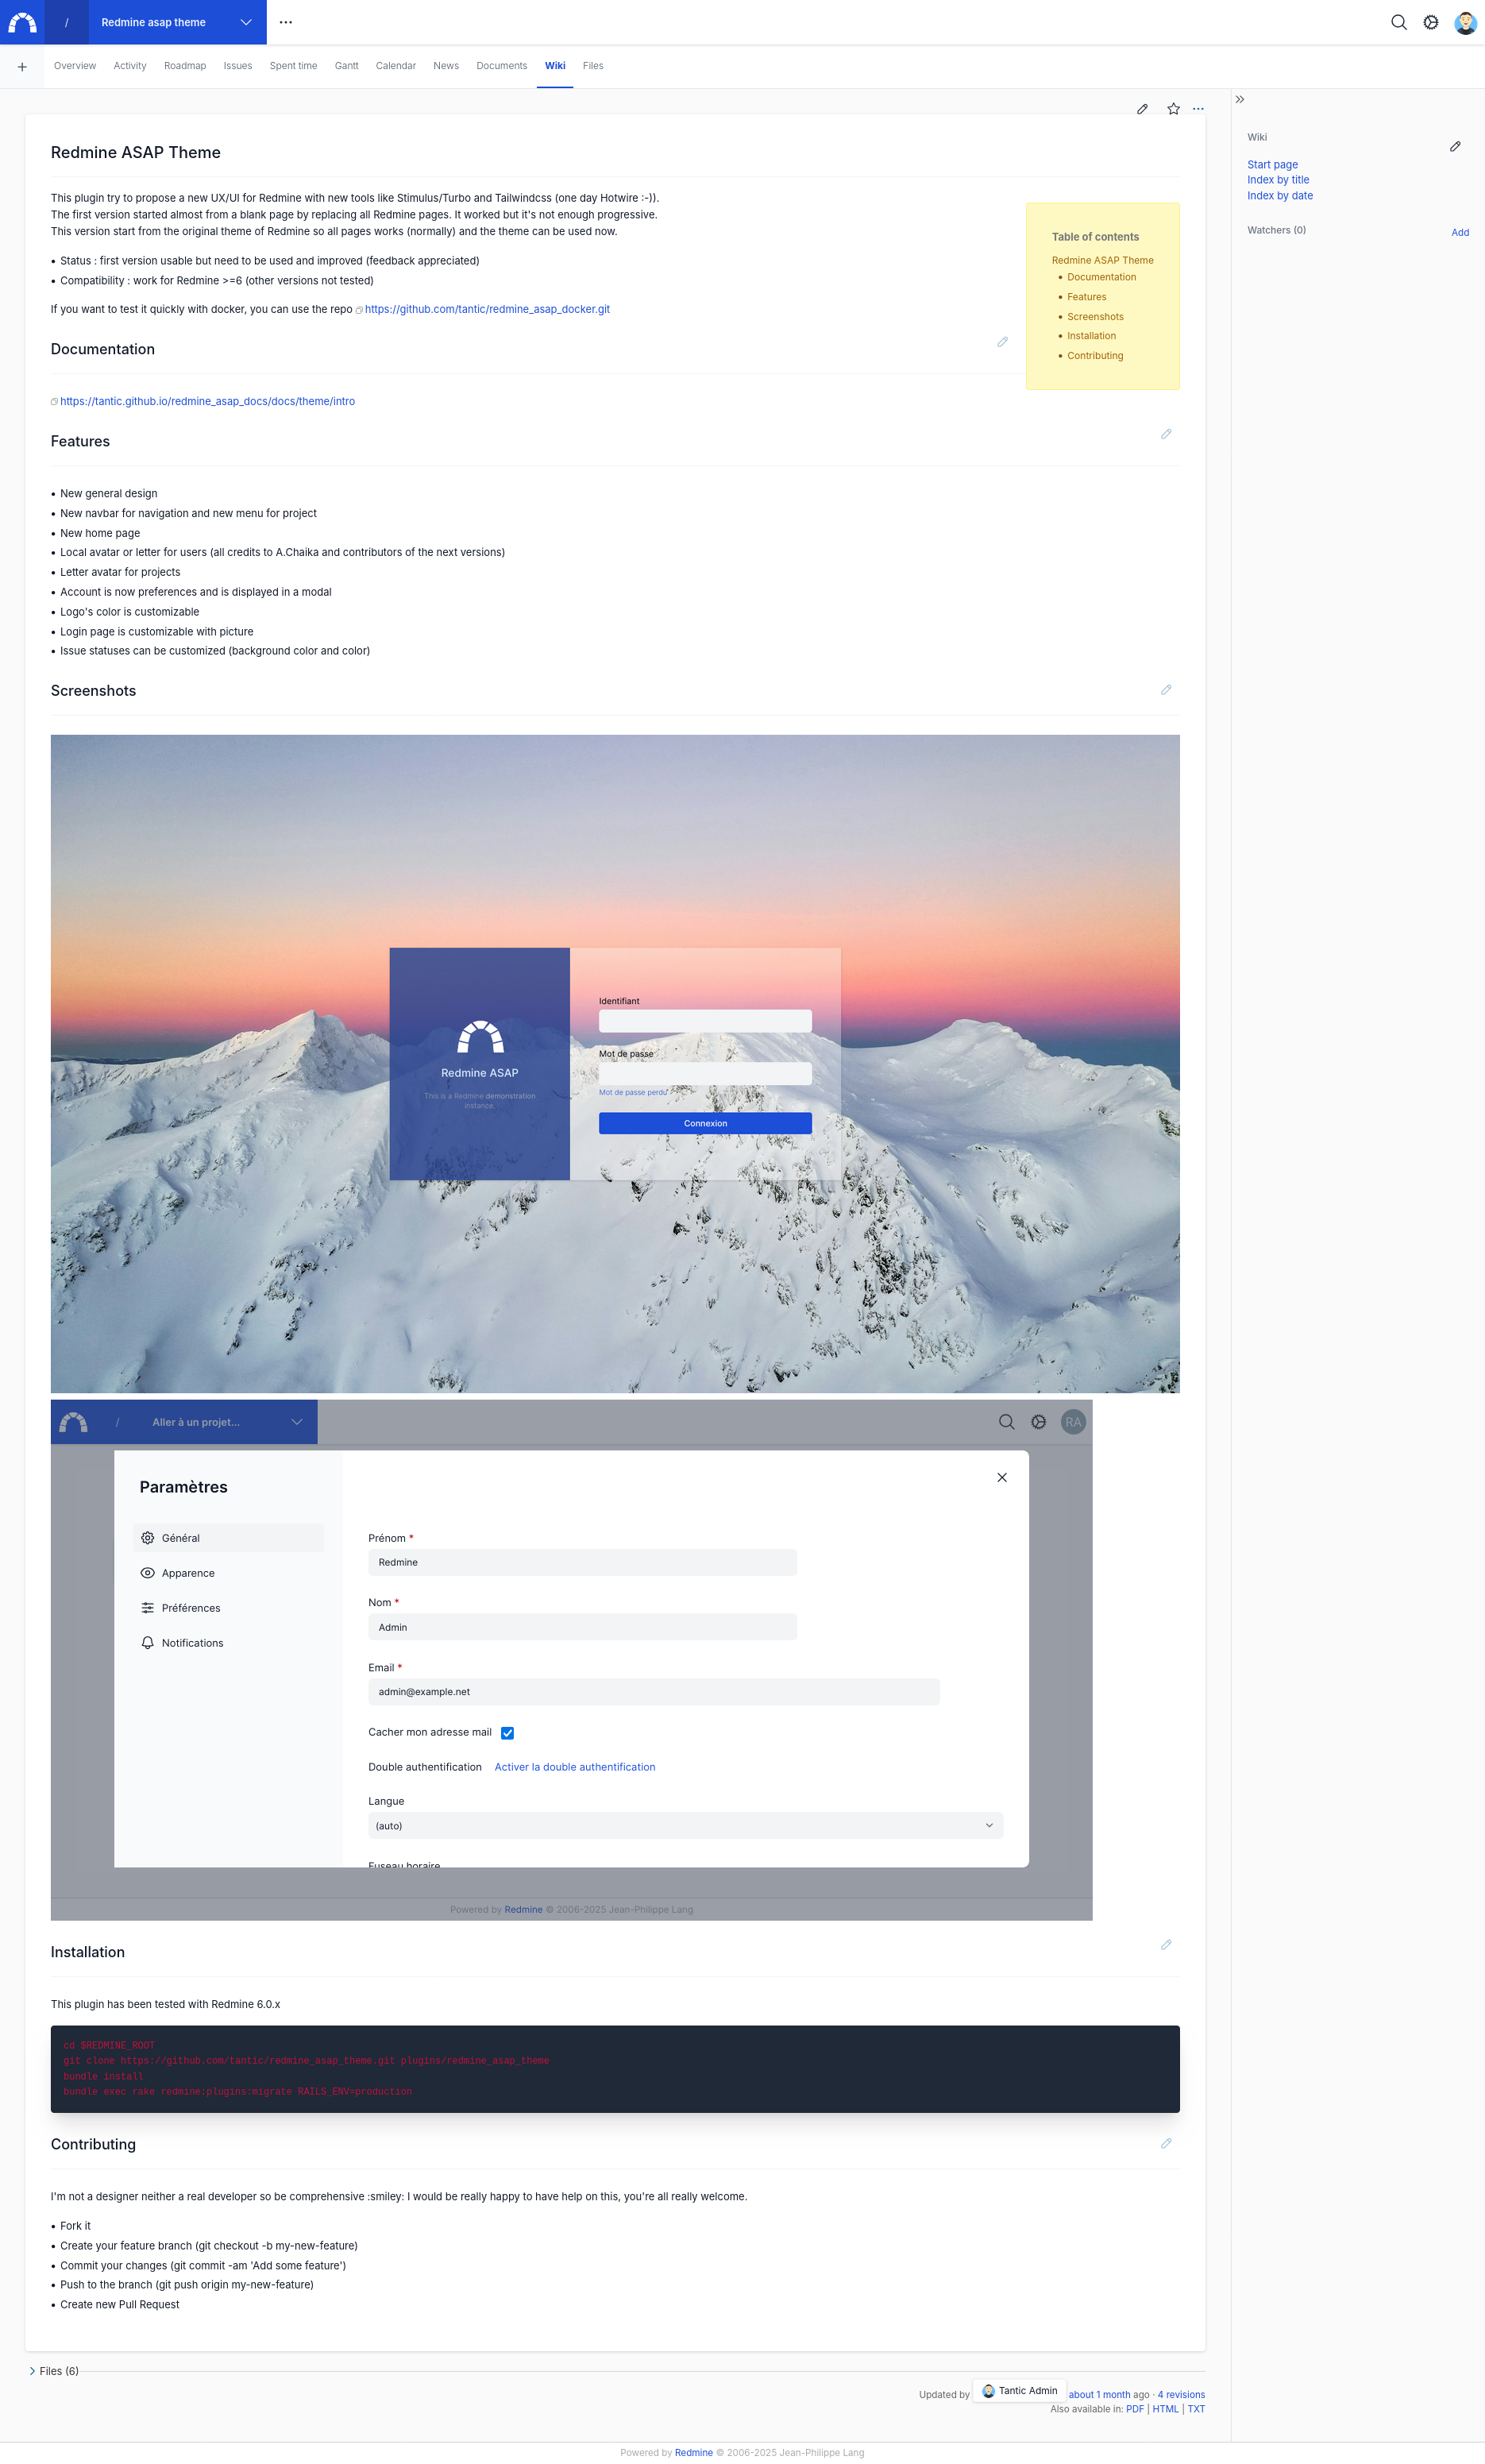 /
Redmine asap theme
Overview
Activity
Roadmap
Issues
Spent time
Gantt
Calendar
News
Documents
Wiki
Files
Redmine ASAP Theme
This plugin try to propose a new UX/UI for Redmine with new tools like Stimulus/Turbo and Tailwindcss (one day Hotwire :-)).
The first version started almost from a blank page by replacing all Redmine pages. It worked but it's not enough progressive.
This version start from the original theme of Redmine so all pages works (normally) and the theme can be used now.
• Status : first version usable but need to be used and improved (feedback appreciated)
• Compatibility : work for Redmine >=6 (other versions not tested)
If you want to test it quickly with docker, you can use the repo https://github.com/tantic/redmine_asap_docker.git
Table of contents
Redmine ASAP Theme
• Documentation
• Features
• Screenshots
• Installation
• Contributing
Wiki
Start page
Index by title
Index by date
Watchers (0)
Add
Documentation
https://tantic.github.io/redmine_asap_docs/docs/theme/intro
Features
• New general design
• New navbar for navigation and new menu for project
• New home page
• Local avatar or letter for users (all credits to A.Chaika and contributors of the next versions)
• Letter avatar for projects
• Account is now preferences and is displayed in a modal
• Logo's color is customizable
• Login page is customizable with picture
• Issue statuses can be customized (background color and color)
Screenshots
Redmine ASAP
This is a Redmine demonstration
instance.
Identifiant
Mot de passe
Mot de passe perdu
Connexion
/
Aller à un projet...
RA
Paramètres
Général
Apparence
Préférences
Notifications
Prénom *
Redmine
Nom *
Admin
Email *
admin@example.net
Cacher mon adresse mail
Double authentification Activer la double authentification
Langue
(auto)
Fuseau horaire
Powered by Redmine © 2006-2025 Jean-Philippe Lang
Installation
This plugin has been tested with Redmine 6.0.x
cd $REDMINE_ROOT
git clone https://github.com/tantic/redmine_asap_theme.git plugins/redmine_asap_theme
bundle install
bundle exec rake redmine:plugins:migrate RAILS_ENV=production
Contributing
I'm not a designer neither a real developer so be comprehensive :smiley: I would be really happy to have help on this, you're all really welcome.
• Fork it
• Create your feature branch (git checkout -b my-new-feature)
• Commit your changes (git commit -am 'Add some feature')
• Push to the branch (git push origin my-new-feature)
• Create new Pull Request
Files (6)
Updated by Tantic Admin about 1 month ago · 4 revisions
Also available in: PDF | HTML | TXT
Powered by Redmine © 2006-2025 Jean-Philippe Lang